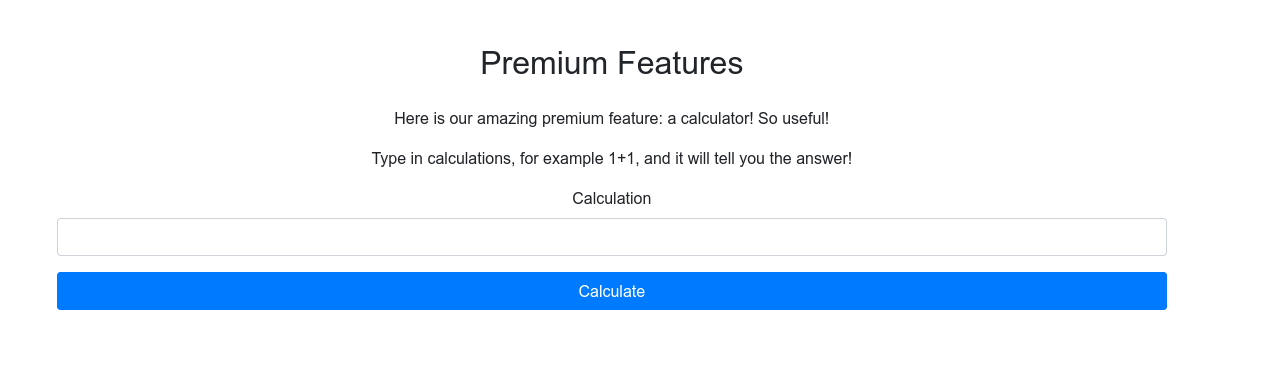 Premium Features
Here is our amazing premium feature: a calculator! So useful!
Type in calculations, for example 1+1, and it will tell you the answer!
Calculation
Calculate